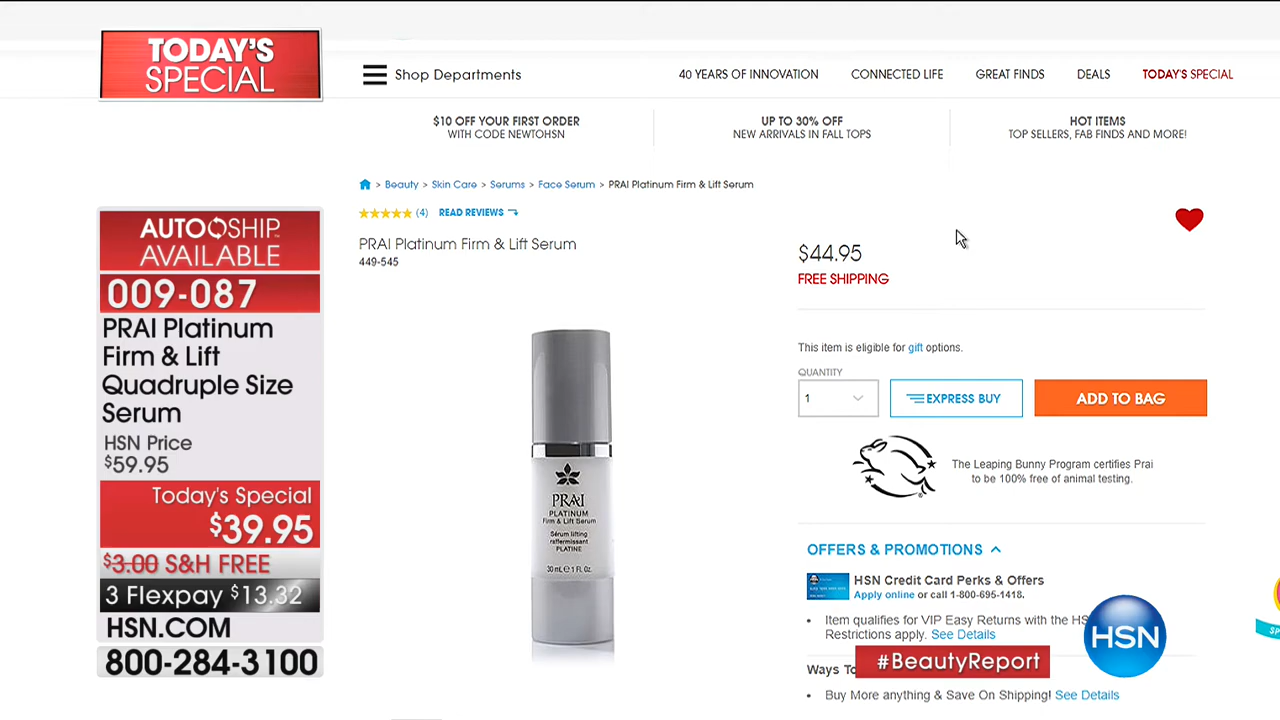 TODAY'S
SPECIAL
Shop Departments
40 YEARS OF INNOVATION
CONNECTED LIFE
GREAT FINDS
DEALS
TODAY'S SPECIAL
$10 OFF YOUR FIRST ORDER
WITH CODE NEWTOHSN
UP TO 30% OFF
NEW ARRIVALS IN FALL TOPS
HOT ITEMS
TOP SELLERS, FAB FINDS AND MORE!
> Beauty > Skin Care > Serums > Face Serum > PRAI Platinum Firm & Lift Serum
(4) READ REVIEWS
PRAI Platinum Firm & Lift Serum
449-545
AUTOSHIP
AVAILABLE
009-087
PRAI Platinum
Firm & Lift
Quadruple Size
Serum
HSN Price
$59.95
Today's Special
$39.95
$3.00 S&H FREE
3 Flexpay $13.32
HSN.COM
800-284-3100
PRAI
PLATINUM
Firm & Lift Serum
Sérum lifting
raffermissant
PLATINE
30 mL e 1 Fl. Oz.
$44.95
FREE SHIPPING
This item is eligible for gift options.
QUANTITY
1
EXPRESS BUY
ADD TO BAG
The Leaping Bunny Program certifies Prai
to be 100% free of animal testing.
OFFERS & PROMOTIONS
HSN Credit Card Perks & Offers
Apply online or call 1-800-695-1418.
• Item qualifies for VIP Easy Returns with the HS
Restrictions apply. See Details
HSN
#BeautyReport
Ways To
• Buy More anything & Save On Shipping! See Details